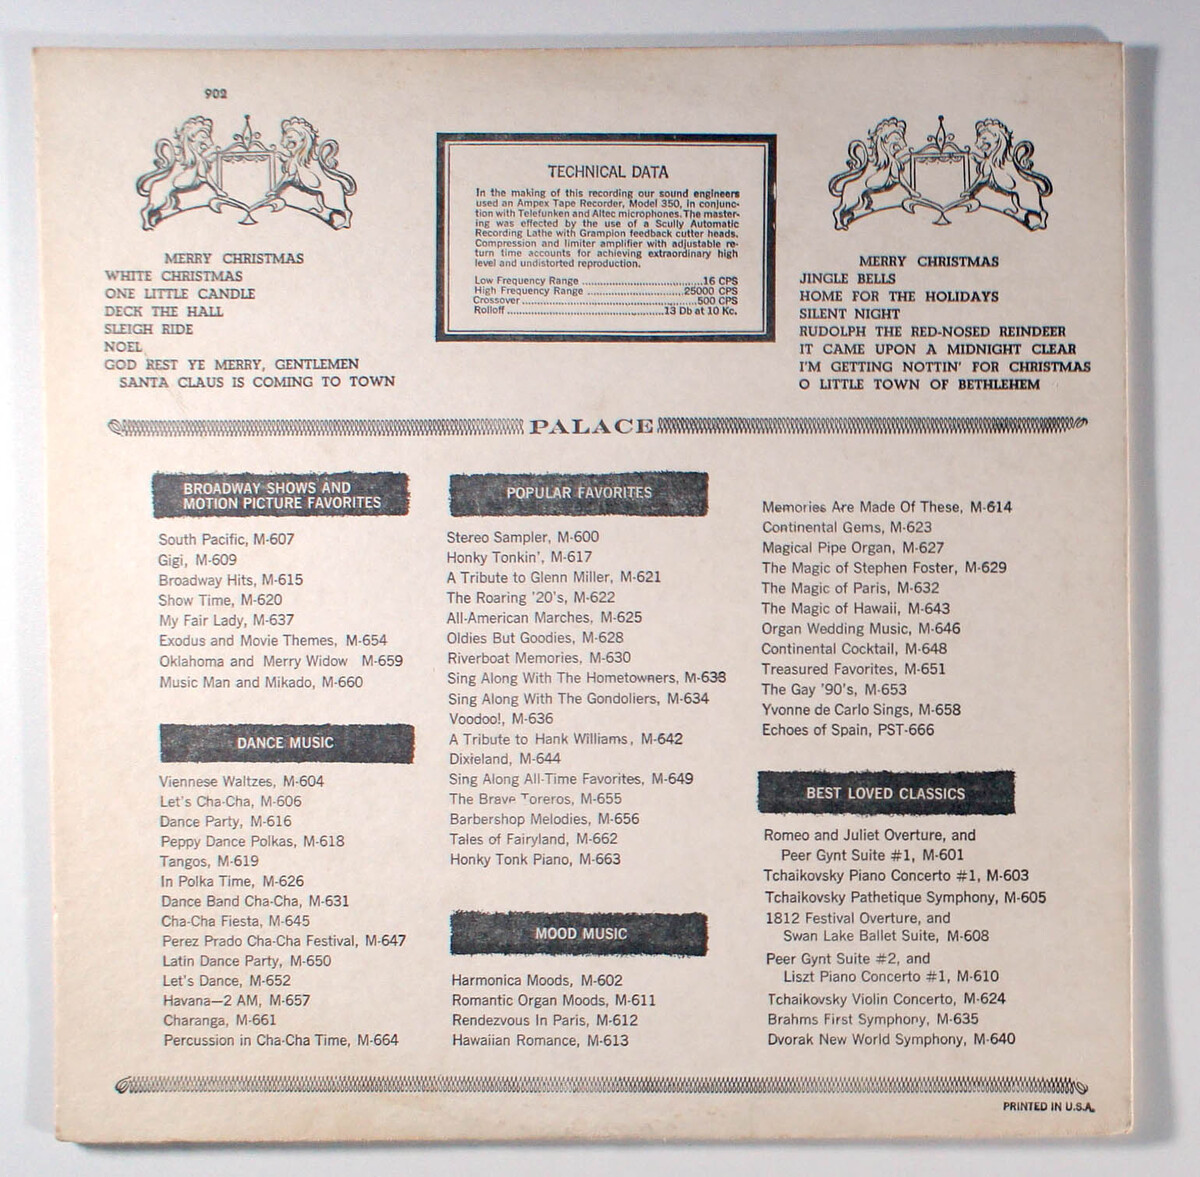 902
MERRY CHRISTMAS
WHITE CHRISTMAS
ONE LITTLE CANDLE
DECK THE HALL
SLEIGH RIDE
NOEL
GOD REST YE MERRY, GENTLEMEN
SANTA CLAUS IS COMING TO TOWN
TECHNICAL DATA
In the making of this recording our sound engineers
used an Ampex Tape Recorder, Model 350, in conjunc-
tion with Telefunken and Altec microphones. The master-
ing was effected by the use of a Scully Automatic
Recording Lathe with Grampion feedback cutter heads.
Compression and limiter amplifier with adjustable re-
turn time accounts for achieving extraordinary high
level and undistorted reproduction.
Low Frequency Range ........ 16 CPS
High Frequency Range ........ 25000 CPS
Crossover ........ 500 CPS
Rolloff ........ 13 Db at 10 Kc.
MERRY CHRISTMAS
JINGLE BELLS
HOME FOR THE HOLIDAYS
SILENT NIGHT
RUDOLPH THE RED-NOSED REINDEER
IT CAME UPON A MIDNIGHT CLEAR
I'M GETTING NOTTIN' FOR CHRISTMAS
O LITTLE TOWN OF BETHLEHEM
PALACE
BROADWAY SHOWS AND
MOTION PICTURE FAVORITES
South Pacific, M-607
Gigi, M-609
Broadway Hits, M-615
Show Time, M-620
My Fair Lady, M-637
Exodus and Movie Themes, M-654
Oklahoma and Merry Widow M-659
Music Man and Mikado, M-660
DANCE MUSIC
Viennese Waltzes, M-604
Let's Cha-Cha, M-606
Dance Party, M-616
Peppy Dance Polkas, M-618
Tangos, M-619
In Polka Time, M-626
Dance Band Cha-Cha, M-631
Cha-Cha Fiesta, M-645
Perez Prado Cha-Cha Festival, M-647
Latin Dance Party, M-650
Let's Dance, M-652
Havana—2 AM, M-657
Charanga, M-661
Percussion in Cha-Cha Time, M-664
POPULAR FAVORITES
Stereo Sampler, M-600
Honky Tonkin', M-617
A Tribute to Glenn Miller, M-621
The Roaring '20's, M-622
All-American Marches, M-625
Oldies But Goodies, M-628
Riverboat Memories, M-630
Sing Along With The Hometowners, M-638
Sing Along With The Gondoliers, M-634
Voodoo!, M-636
A Tribute to Hank Williams, M-642
Dixieland, M-644
Sing Along All-Time Favorites, M-649
The Brave Toreros, M-655
Barbershop Melodies, M-656
Tales of Fairyland, M-662
Honky Tonk Piano, M-663
MOOD MUSIC
Harmonica Moods, M-602
Romantic Organ Moods, M-611
Rendezvous In Paris, M-612
Hawaiian Romance, M-613
Memories Are Made Of These, M-614
Continental Gems, M-623
Magical Pipe Organ, M-627
The Magic of Stephen Foster, M-629
The Magic of Paris, M-632
The Magic of Hawaii, M-643
Organ Wedding Music, M-646
Continental Cocktail, M-648
Treasured Favorites, M-651
The Gay '90's, M-653
Yvonne de Carlo Sings, M-658
Echoes of Spain, PST-666
BEST LOVED CLASSICS
Romeo and Juliet Overture, and
Peer Gynt Suite #1, M-601
Tchaikovsky Piano Concerto #1, M-603
Tchaikovsky Pathetique Symphony, M-605
1812 Festival Overture, and
Swan Lake Ballet Suite, M-608
Peer Gynt Suite #2, and
Liszt Piano Concerto #1, M-610
Tchaikovsky Violin Concerto, M-624
Brahms First Symphony, M-635
Dvorak New World Symphony, M-640
PRINTED IN U.S.A.